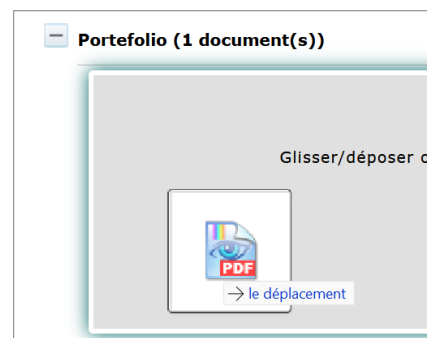 Portefolio (1 document(s))
Glisser/déposer
PDF
→ le déplacement